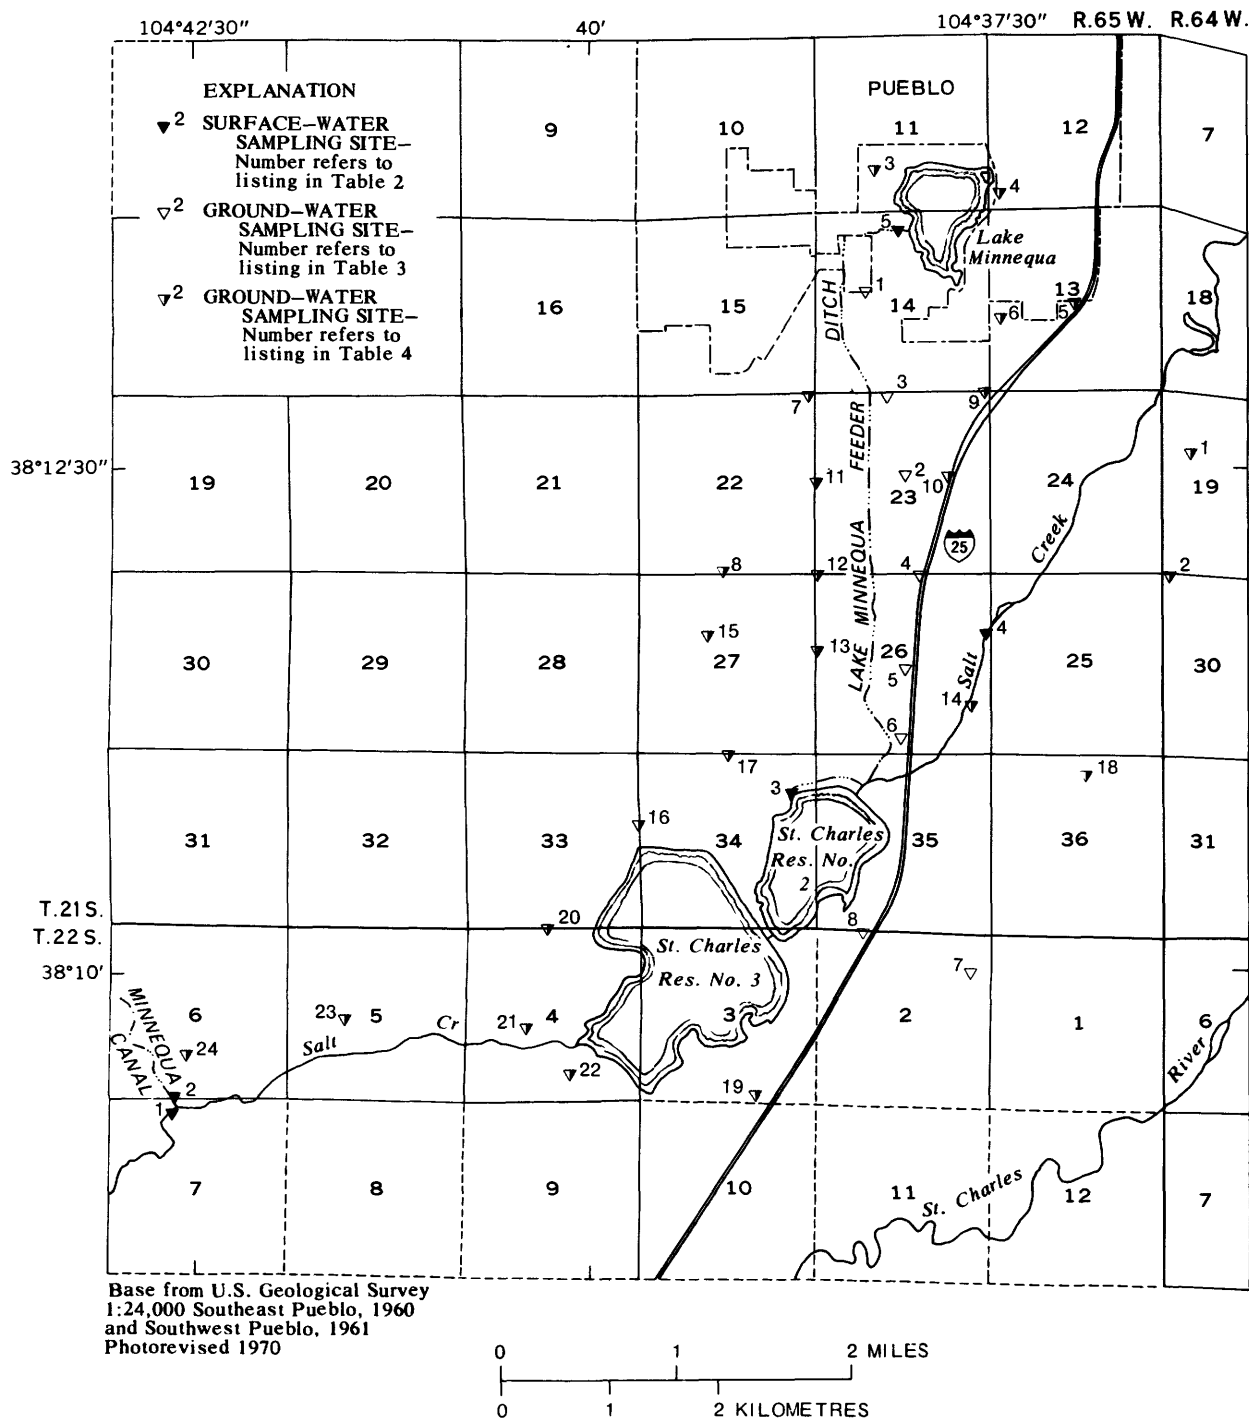 104°42'30"
40'
104°37'30"
R.65 W.
R.64 W.
EXPLANATION
2 SURFACE–WATER
SAMPLING SITE–
Number refers to
listing in Table 2
2 GROUND–WATER
SAMPLING SITE–
Number refers to
listing in Table 3
2 GROUND–WATER
SAMPLING SITE–
Number refers to
listing in Table 4
PUEBLO
9
10
11
12
7
3
4
5
Lake
Minnequa
16
15
1
14
13
18
6
5
DITCH
7
3
9
38°12'30"
19
20
21
22
11
2
23
10
24
1
19
FEEDER
25
Creek
8
12
4
2
MINNEQUA
LAKE
15
4
30
29
28
27
13
26
5
25
30
Salt
14
6
17
18
3
16
31
32
33
34
St. Charles
Res. No.
2
35
36
31
T.21 S.
T.22 S.
20
8
St. Charles
Res. No. 3
38°10'
7
MINNEQUA
CANAL
6
23
5
21
4
3
2
1
6
Salt
Cr
24
22
19
River
2
1
7
8
9
10
11
St. Charles
12
7
Base from U.S. Geological Survey
1:24,000 Southeast Pueblo, 1960
and Southwest Pueblo, 1961
Photorevised 1970
0 1 2 MILES
0 1 2 KILOMETRES